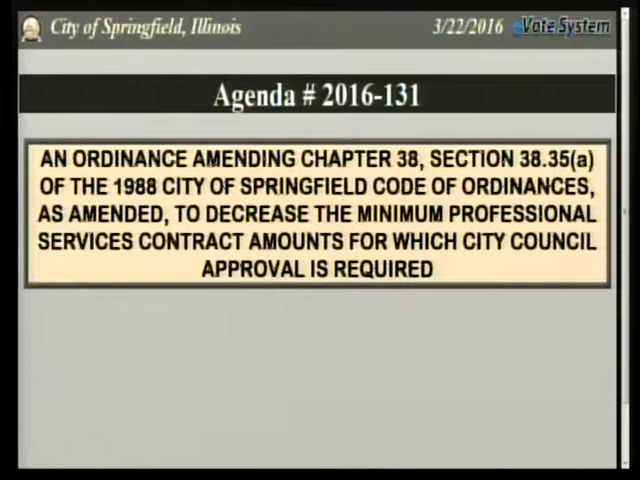 City of Springfield, Illinois 3/22/2016 eVote System
Agenda # 2016-131
AN ORDINANCE AMENDING CHAPTER 38, SECTION 38.35(a)
OF THE 1988 CITY OF SPRINGFIELD CODE OF ORDINANCES,
AS AMENDED, TO DECREASE THE MINIMUM PROFESSIONAL
SERVICES CONTRACT AMOUNTS FOR WHICH CITY COUNCIL
APPROVAL IS REQUIRED